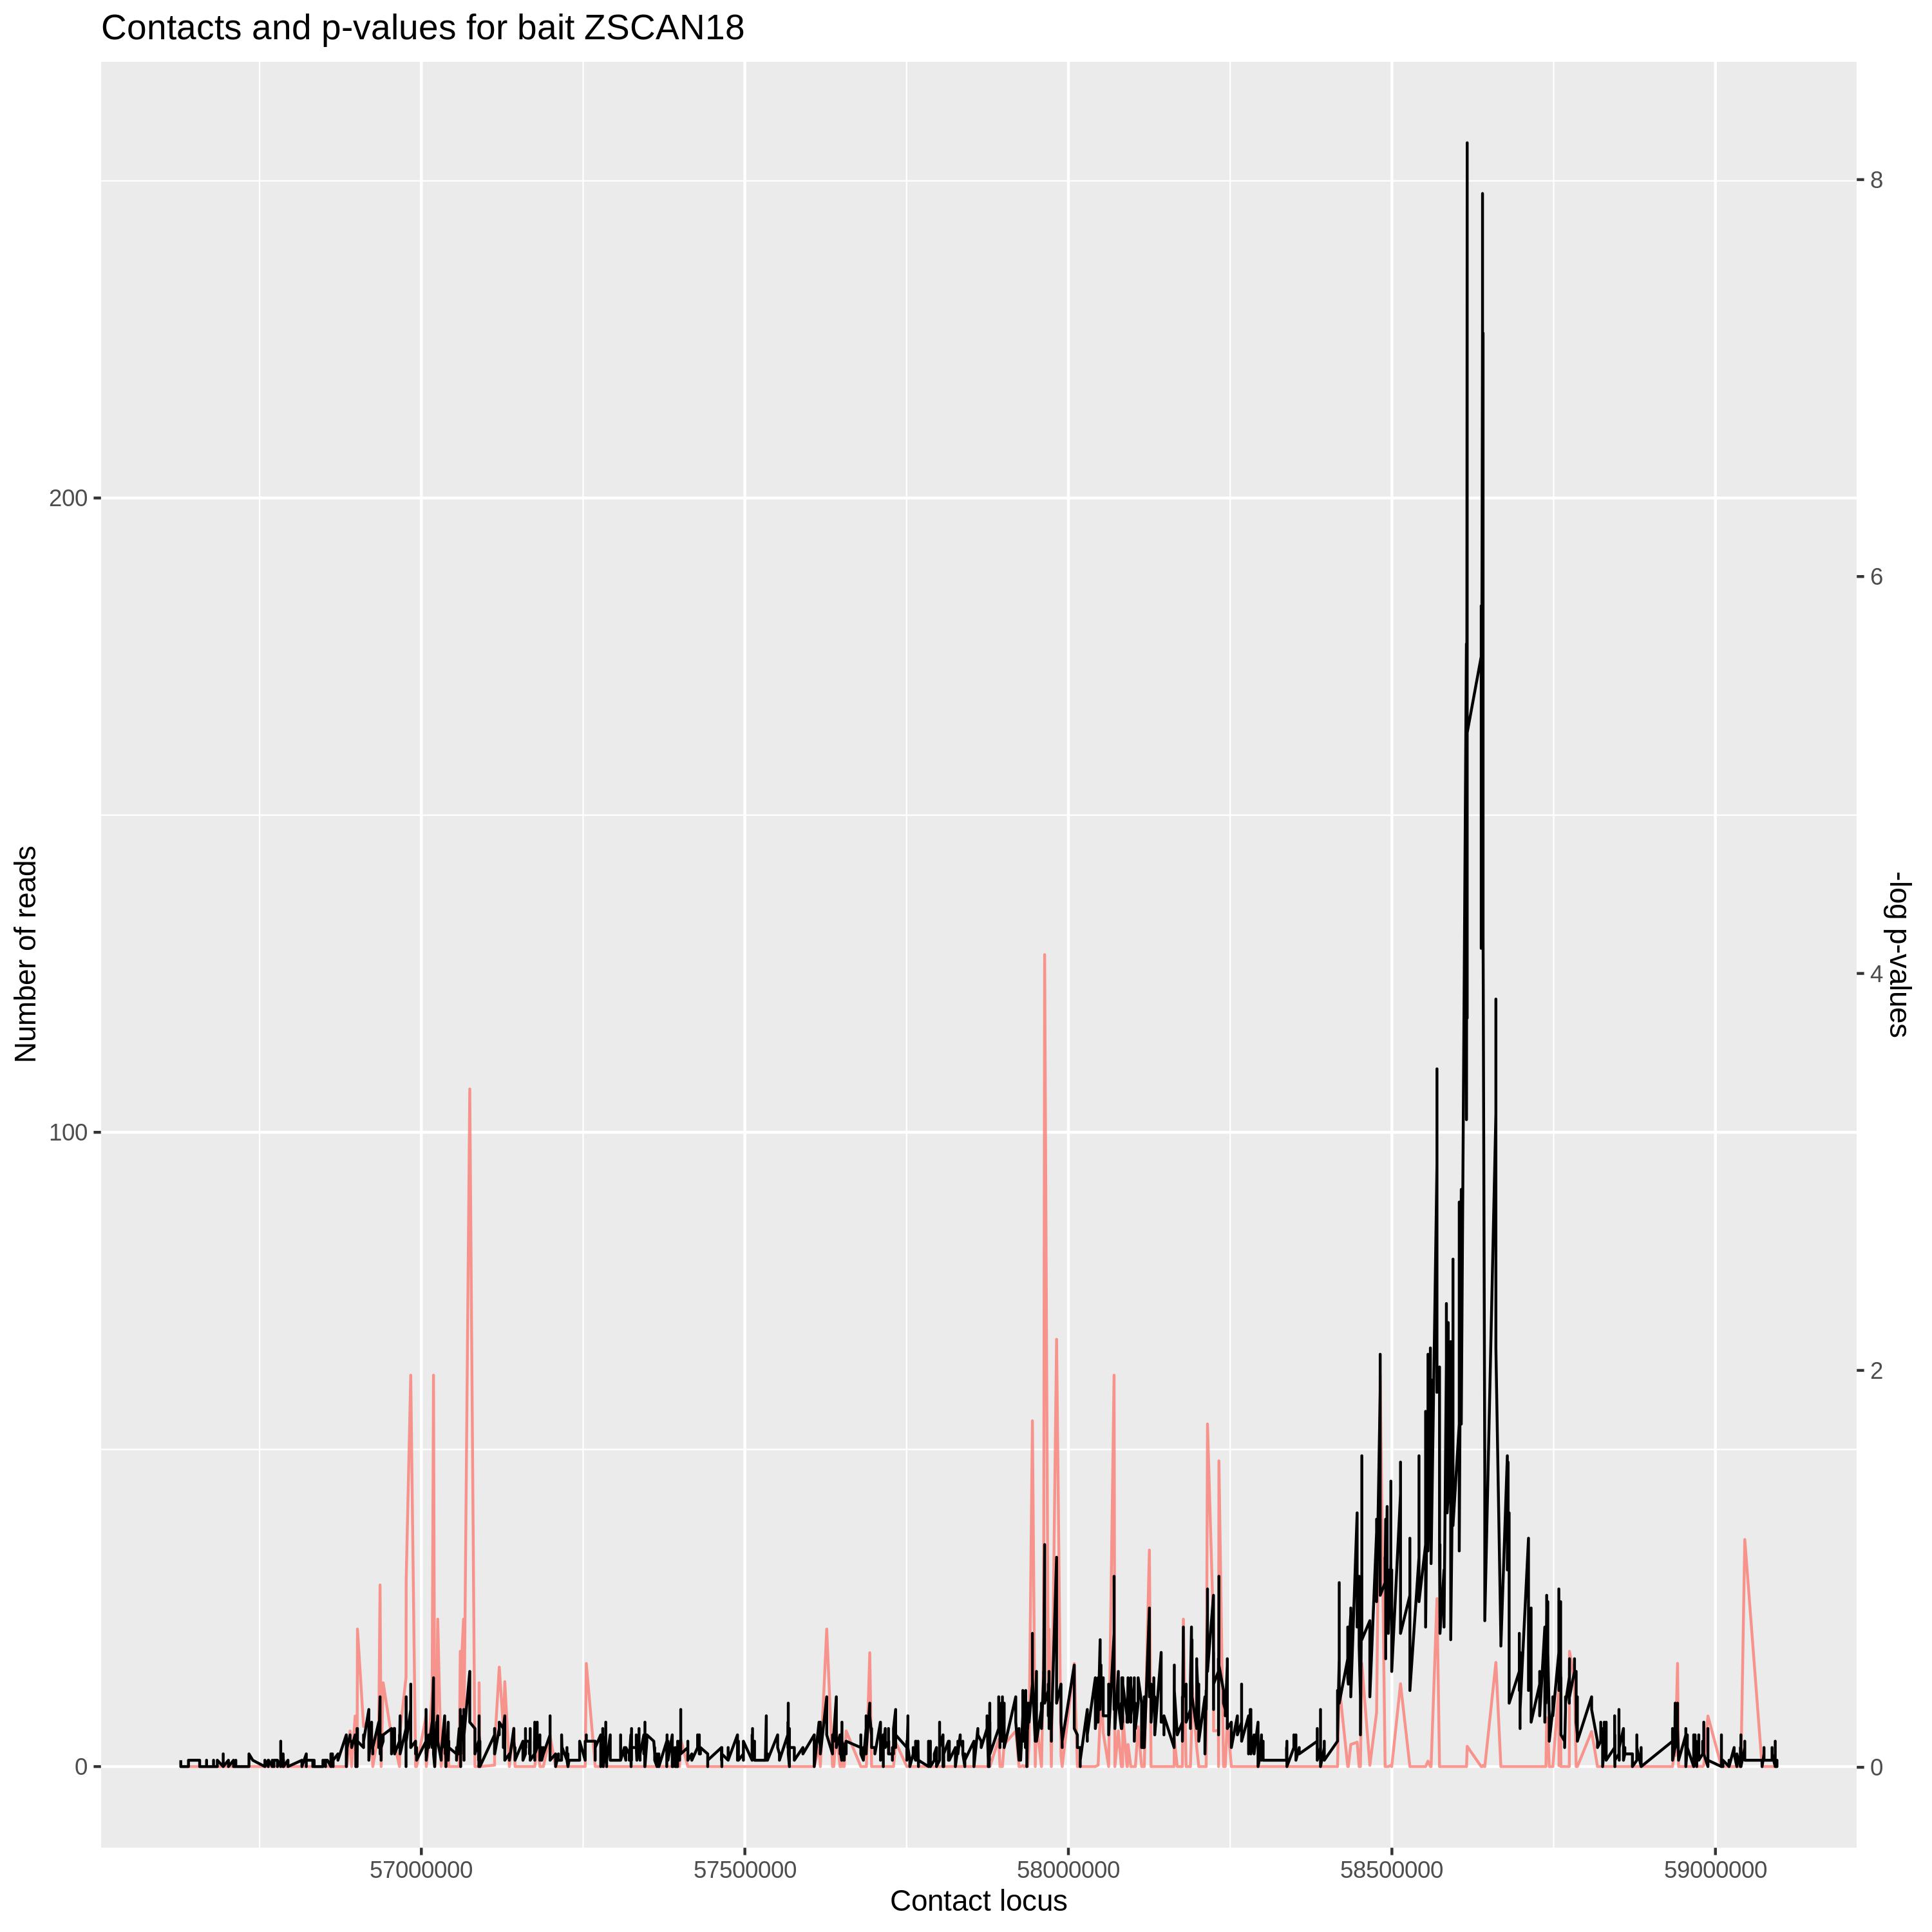 Contacts and p-values for bait ZSCAN18
Number of reads
200
100
0
8
6
4
2
0
-log p-values
57000000 57500000 58000000 58500000 59000000
Contact locus